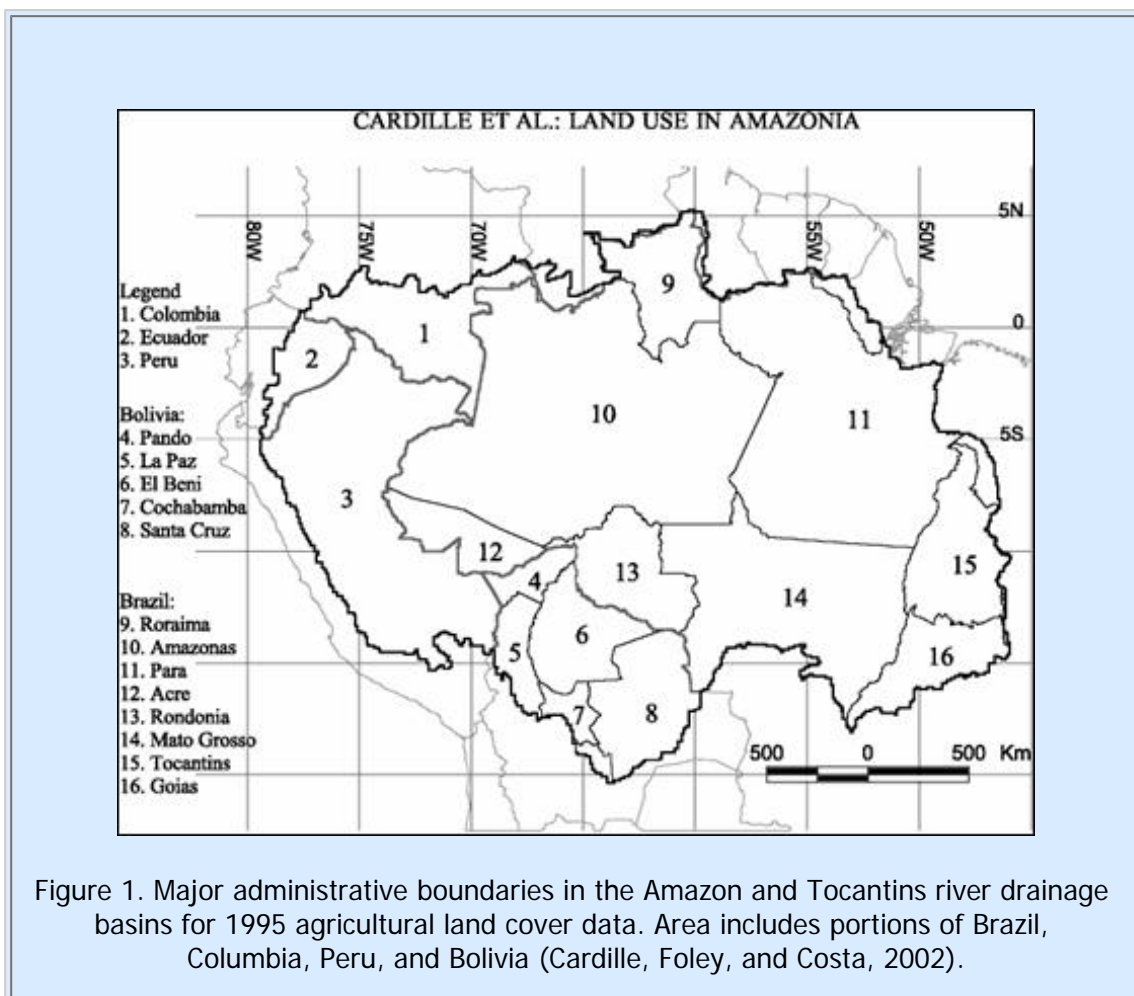 CARDILLE ET AL.: LAND USE IN AMAZONIA
80W
75W
70W
55W
50W
5N
0
5S
Legend
1. Colombia
2. Ecuador
3. Peru
Bolivia:
4. Pando
5. La Paz
6. El Beni
7. Cochabamba
8. Santa Cruz
Brazil:
9. Roraima
10. Amazonas
11. Para
12. Acre
13. Rondonia
14. Mato Grosso
15. Tocantins
16. Goias
1
2
3
4
5
6
7
8
9
10
11
12
13
14
15
16
500 0 500 Km
Figure 1. Major administrative boundaries in the Amazon and Tocantins river drainage
basins for 1995 agricultural land cover data. Area includes portions of Brazil,
Columbia, Peru, and Bolivia (Cardille, Foley, and Costa, 2002).